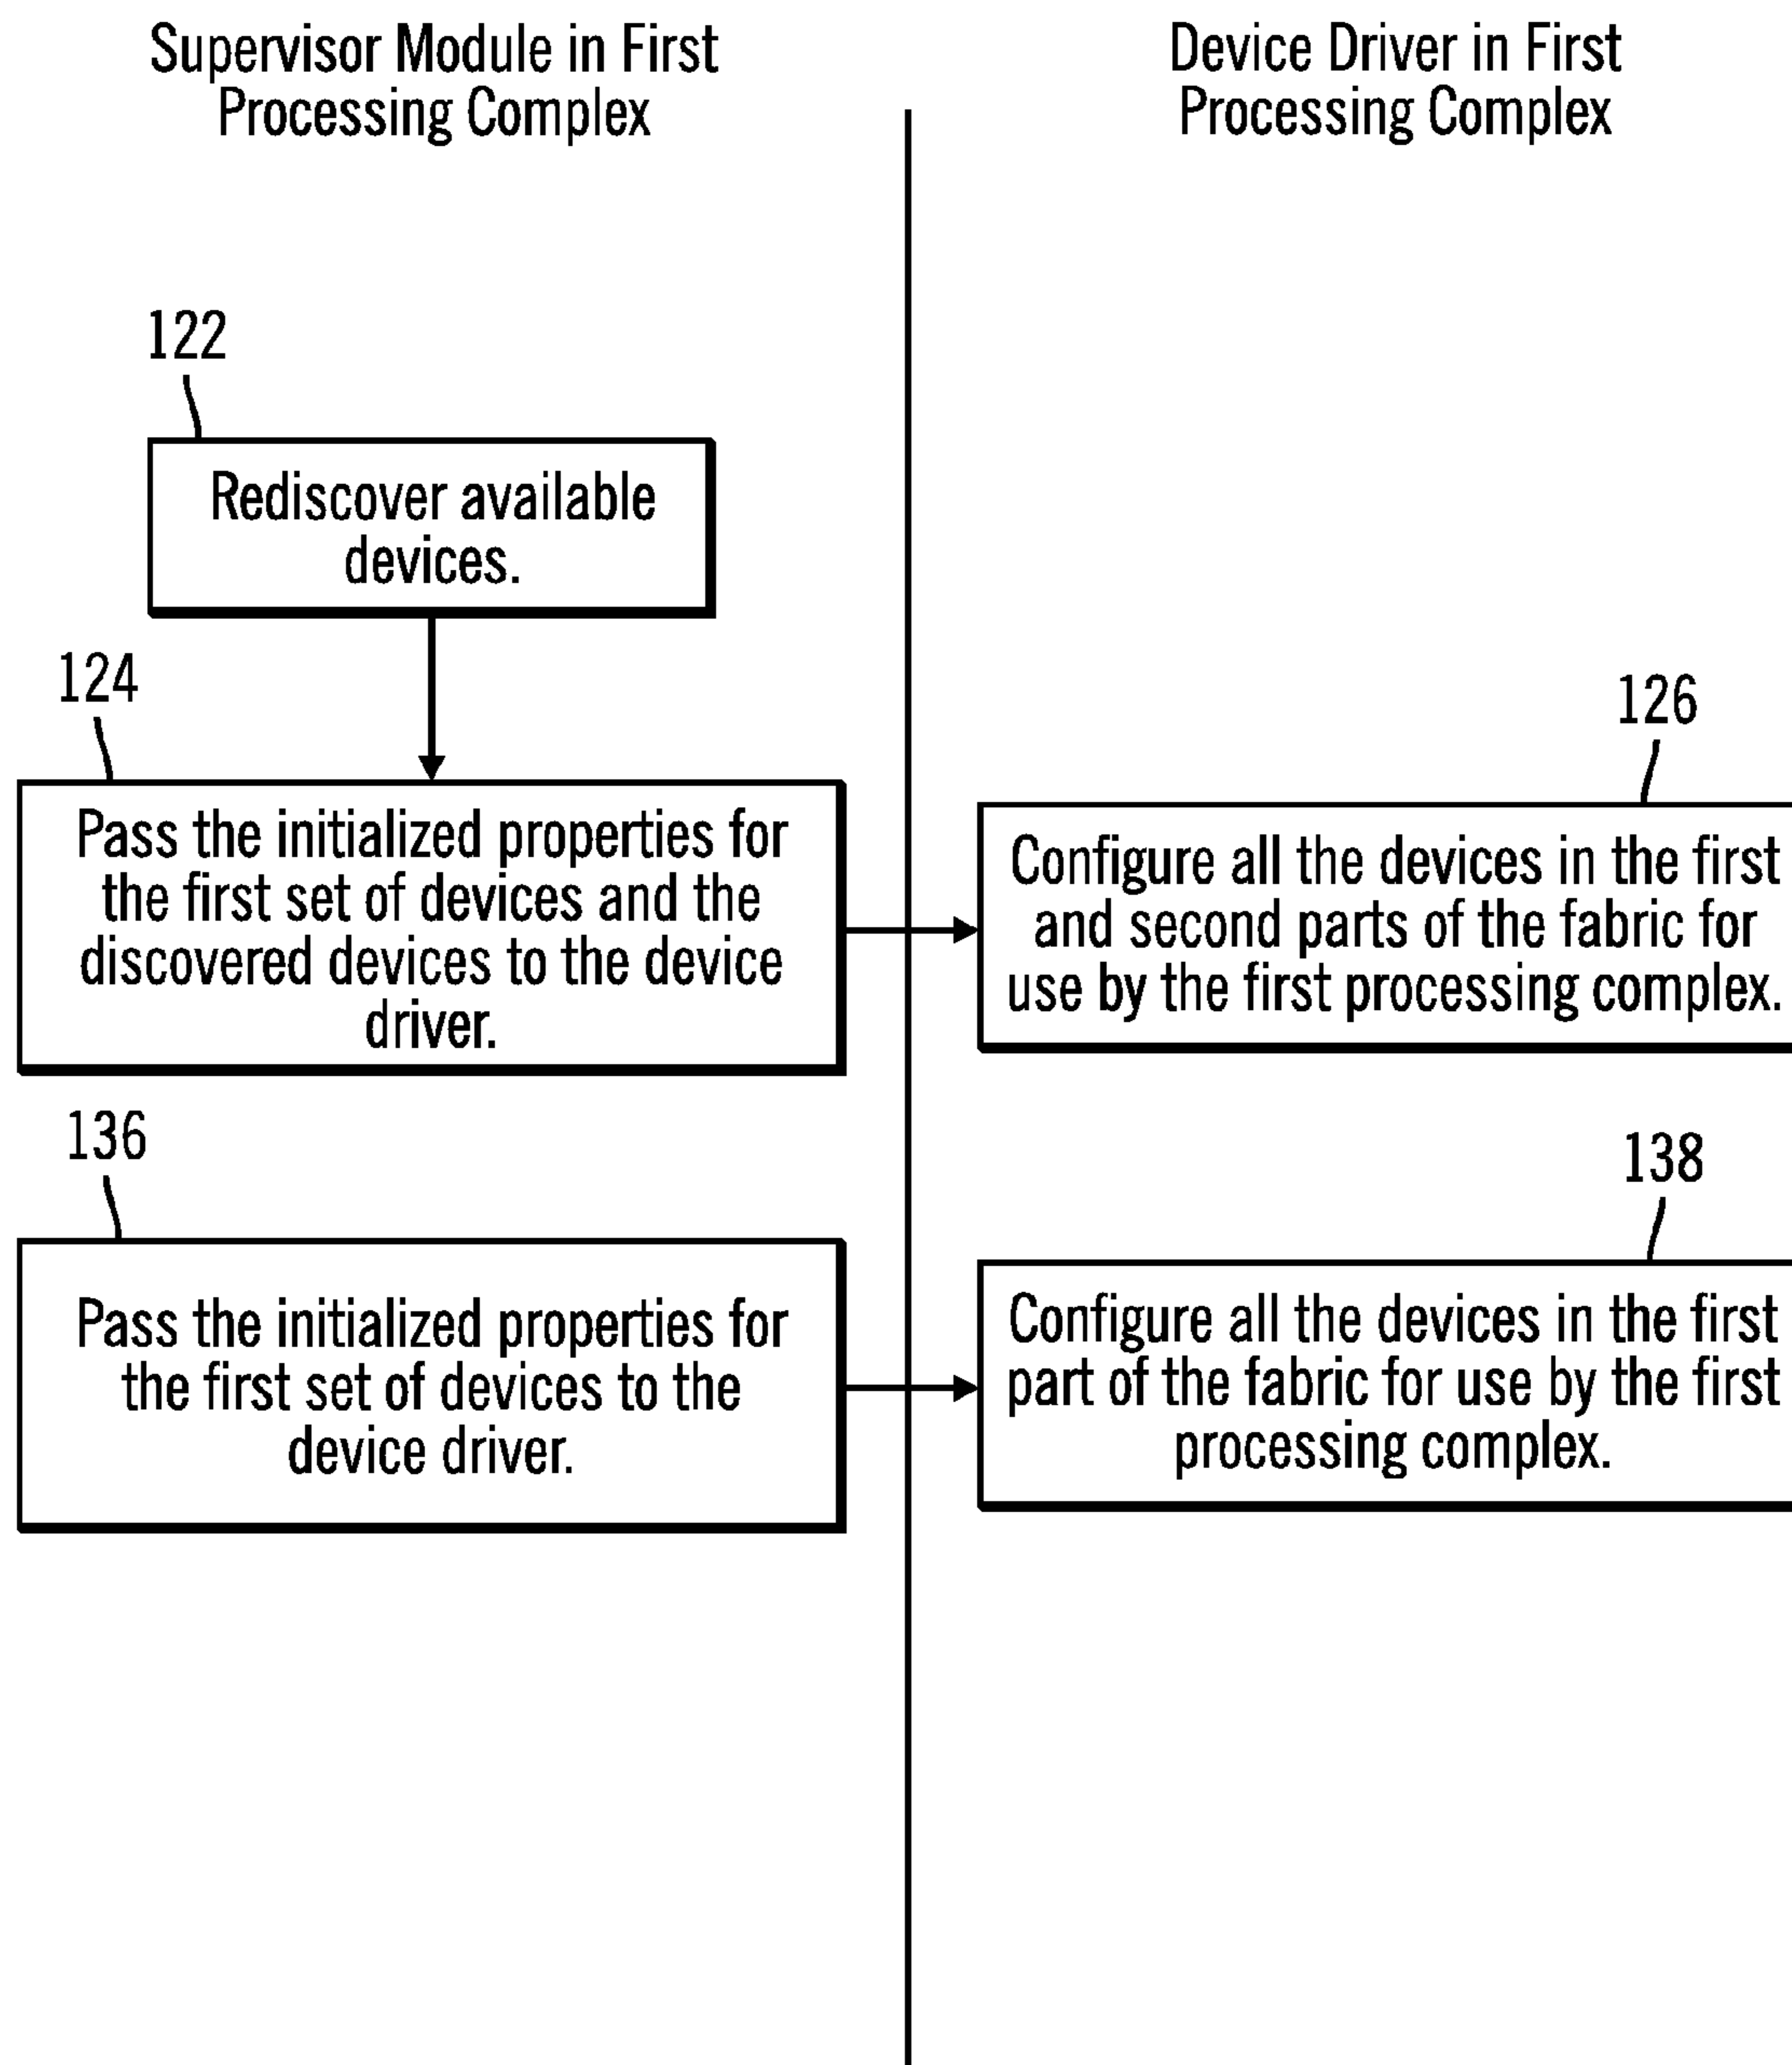 Supervisor Module in First
Processing Complex
Device Driver in First
Processing Complex
122
Rediscover available
devices.
124
Pass the initialized properties for
the first set of devices and the
discovered devices to the device
driver.
126
Configure all the devices in the first
and second parts of the fabric for
use by the first processing complex.
136
Pass the initialized properties for
the first set of devices to the
device driver.
138
Configure all the devices in the first
part of the fabric for use by the first
processing complex.